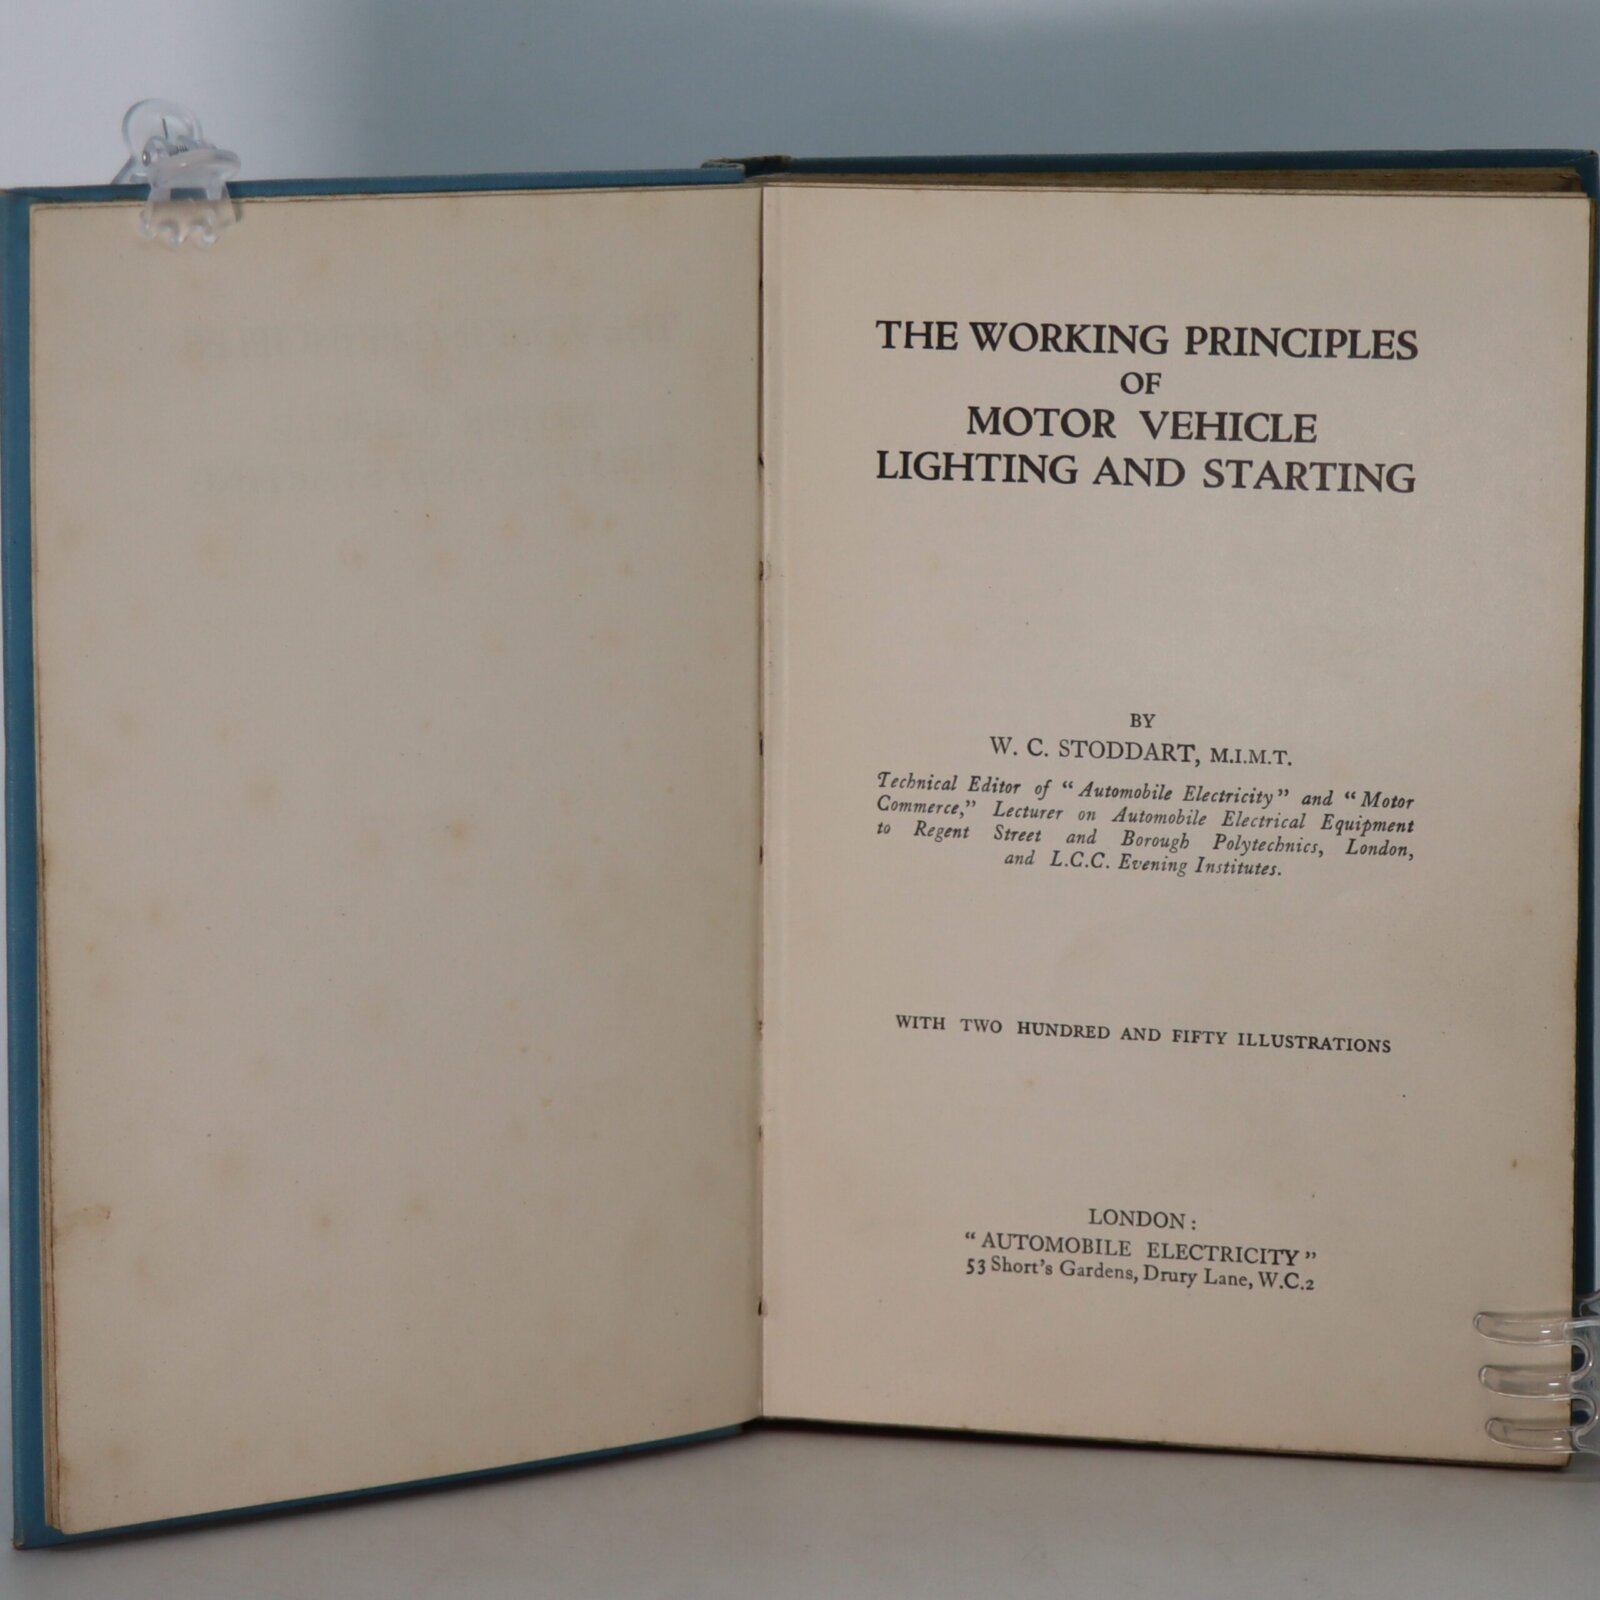 THE WORKING PRINCIPLES
OF
MOTOR VEHICLE
LIGHTING AND STARTING
BY
W. C. STODDART, M.I.M.T.
Technical Editor of “Automobile Electricity” and “Motor
Commerce,” Lecturer on Automobile Electrical Equipment
to Regent Street and Borough Polytechnics, London,
and L.C.C. Evening Institutes.
WITH TWO HUNDRED AND FIFTY ILLUSTRATIONS
LONDON:
“AUTOMOBILE ELECTRICITY”
53 Short's Gardens, Drury Lane, W.C.2